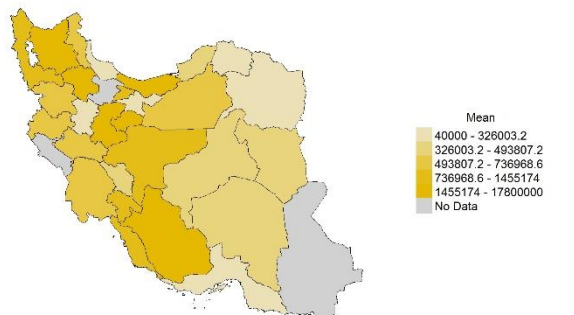 Mean
40000 - 326003.2
326003.2 - 493807.2
493807.2 - 736968.6
736968.6 - 1455174
1455174 - 17800000
No Data